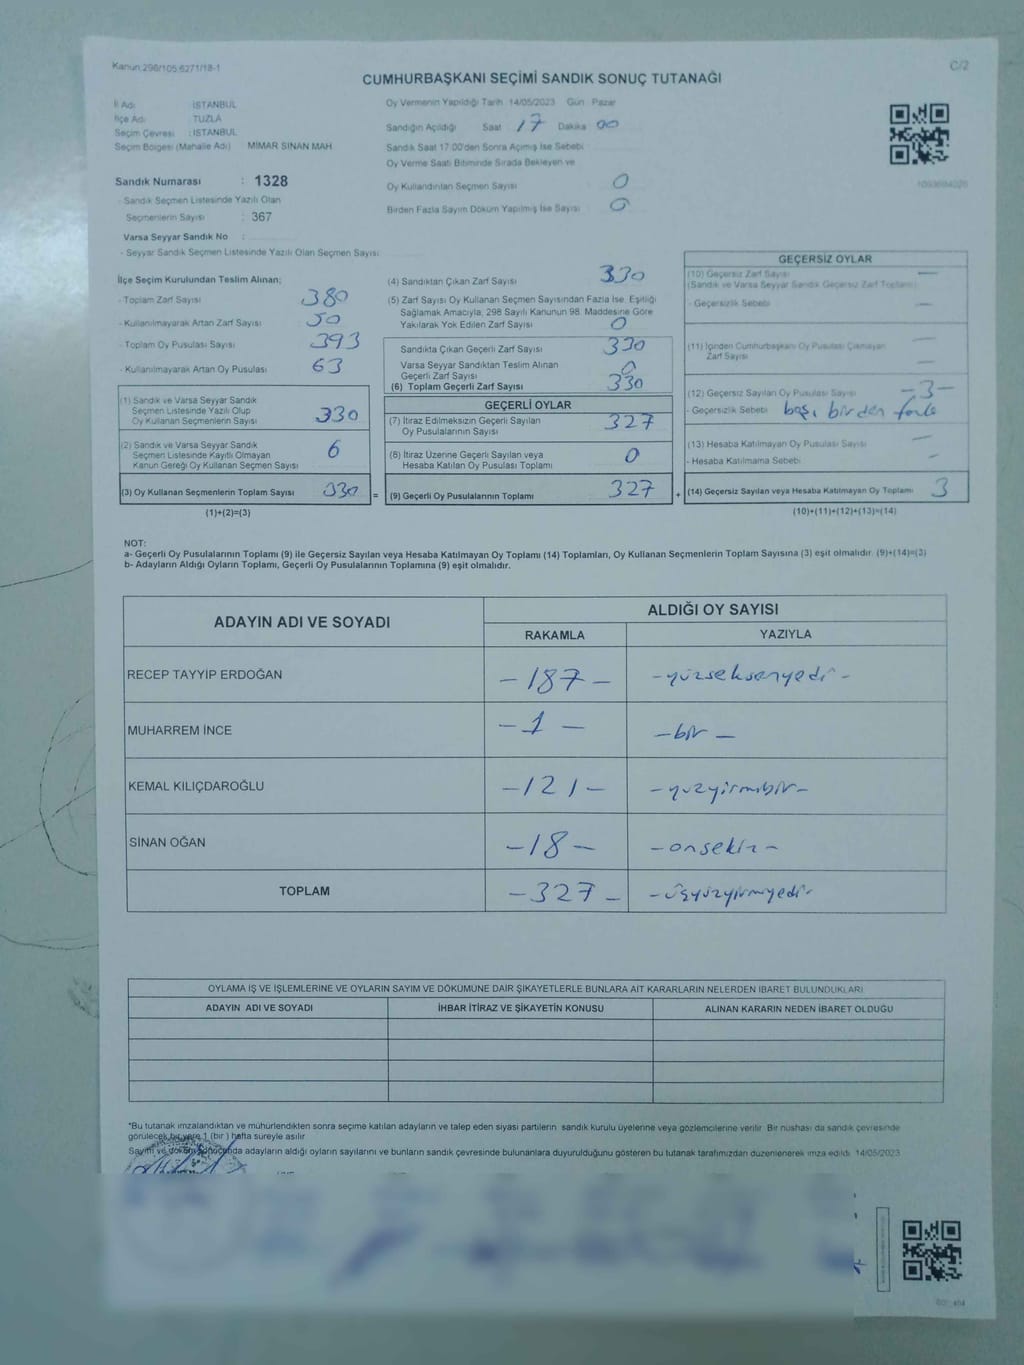 Kanun:298/105.6271/18-1
C/2
CUMHURBAŞKANI SEÇİMİ SANDIK SONUÇ TUTANAĞI
İl Adı : İSTANBUL
İlçe Adı : TUZLA
Seçim Çevresi : İSTANBUL
Seçim Bölgesi (Mahalle Adı) MİMAR SİNAN MAH.
Sandık Numarası : 1328
- Sandık Seçmen Listesinde Yazılı Olan
Seçmenlerin Sayısı : 367
Varsa Seyyar Sandık No :
- Seyyar Sandık Seçmen Listesinde Yazılı Olan Seçmen Sayısı:
Oy Vermenin Yapıldığı Tarih 14/05/2023 Gün Pazar
Sandığın Açıldığı Saat 17 Dakika 00
Sandık Saat 17.00'den Sonra Açılmış İse Sebebi
Oy Verme Saati Bitiminde Sırada Bekleyen ve
Oy Kullandırılan Seçmen Sayısı 0
Birden Fazla Sayım Döküm Yapılmış İse Sayısı 0
İlçe Seçim Kurulundan Teslim Alınan;
- Toplam Zarf Sayısı 380
- Kullanılmayarak Artan Zarf Sayısı 50
- Toplam Oy Pusulası Sayısı 393
- Kullanılmayarak Artan Oy Pusulası 63
(1) Sandık ve Varsa Seyyar Sandık
Seçmen Listesinde Yazılı Olup
Oy Kullanan Seçmenlerin Sayısı 330
(2) Sandık ve Varsa Seyyar Sandık
Seçmen Listesinde Kayıtlı Olmayan
Kanun Gereği Oy Kullanan Seçmen Sayısı 6
(3) Oy Kullanan Seçmenlerin Toplam Sayısı 330 =
(1)+(2)=(3)
(4) Sandıktan Çıkan Zarf Sayısı 330
(5) Zarf Sayısı Oy Kullanan Seçmen Sayısından Fazla İse, Eşitliği
Sağlamak Amacıyla, 298 Sayılı Kanunun 98. Maddesine Göre
Yakılarak Yok Edilen Zarf Sayısı 0
Sandıkta Çıkan Geçerli Zarf Sayısı 330
Varsa Seyyar Sandıktan Teslim Alınan
Geçerli Zarf Sayısı 0
(6) Toplam Geçerli Zarf Sayısı 330
GEÇERLİ OYLAR
(7) İtiraz Edilmeksizin Geçerli Sayılan
Oy Pusulalarının Sayısı 327
(8) İtiraz Üzerine Geçerli Sayılan veya
Hesaba Katılan Oy Pusulası Toplamı 0
(9) Geçerli Oy Pusulalarının Toplamı 327 +
GEÇERSİZ OYLAR
(10) Geçersiz Zarf Sayısı —
(Sandık ve Varsa Seyyar Sandık Geçersiz Zarf Toplamı)
- Geçersizlik Sebebi —
(11) İçinden Cumhurbaşkanı Oy Pusulası Çıkmayan —
Zarf Sayısı —
(12) Geçersiz Sayılan Oy Pusulası Sayısı -3-
- Geçersizlik Sebebi boş, birden fazla
(13) Hesaba Katılmayan Oy Pusulası Sayısı —
- Hesaba Katılmama Sebebi —
(14) Geçersiz Sayılan veya Hesaba Katılmayan Oy Toplamı 3
(10)+(11)+(12)+(13)=(14)
NOT:
a- Geçerli Oy Pusulalarının Toplamı (9) ile Geçersiz Sayılan veya Hesaba Katılmayan Oy Toplamı (14) Toplamları, Oy Kullanan Seçmenlerin Toplam Sayısına (3) eşit olmalıdır. (9)+(14)=(3)
b- Adayların Aldığı Oyların Toplamı, Geçerli Oy Pusulalarının Toplamına (9) eşit olmalıdır.
ADAYIN ADI VE SOYADI
ALDIĞI OY SAYISI
RAKAMLA YAZIYLA
RECEP TAYYİP ERDOĞAN -187- -yüzseksenyedi-
MUHARREM İNCE -1- -bir-
KEMAL KILIÇDAROĞLU -121- -yüzyirmibir-
SİNAN OĞAN -18- -onsekiz-
TOPLAM -327- -üçyüzyirmiyedi-
OYLAMA İŞ VE İŞLEMLERİNE VE OYLARIN SAYIM VE DÖKÜMÜNE DAİR ŞİKAYETLERLE BUNLARA AİT KARARLARIN NELERDEN İBARET BULUNDUKLARI
ADAYIN ADI VE SOYADI İHBAR İTİRAZ VE ŞİKAYETİN KONUSU ALINAN KARARIN NEDEN İBARET OLDUĞU
*Bu tutanak imzalandıktan ve mühürlendikten sonra seçime katılan adayların ve talep eden siyasi partilerin sandık kurulu üyelerine veya gözlemcilerine verilir. Bir nüshası da sandık çevresinde
görülecek bir yere 1 (bir) hafta süreyle asılır
Sayım ve döküm sonucunda adayların aldığı oyların sayılarını ve bunların sandık çevresinde bulunanlara duyurulduğunu gösteren bu tutanak tarafımızdan düzenlenerek imza edildi. 14/05/2023